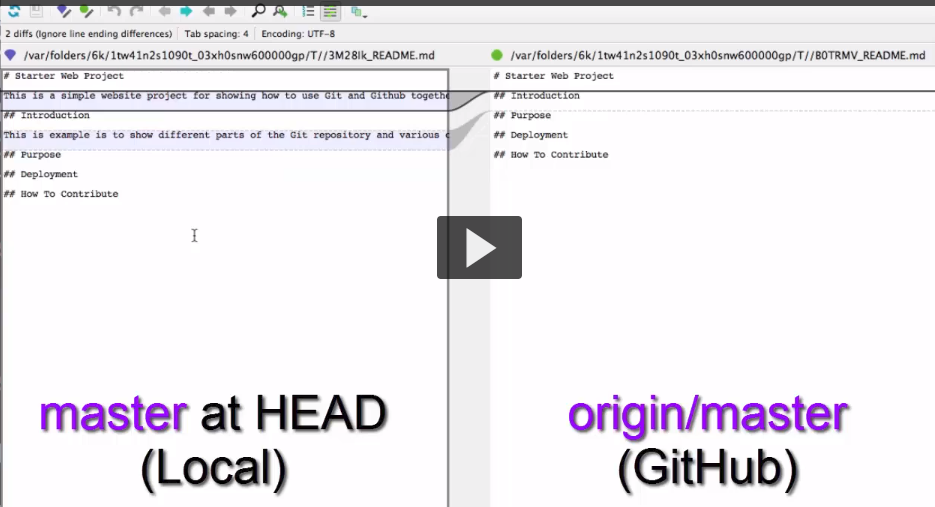 2 diffs (Ignore line ending differences) Tab spacing: 4 Encoding: UTF-8
/var/folders/6k/1tw41n2s1090t_03xh0snw600000gp/T//3M28lk_README.md
# Starter Web Project
This is a simple website project for showing how to use Git and Github togethe
## Introduction
This is example is to show different parts of the Git repository and various
## Purpose
## Deployment
## How To Contribute
master at HEAD
(Local)
/var/folders/6k/1tw41n2s1090t_03xh0snw600000gp/T//B0TRMV_README.md
# Starter Web Project
## Introduction
## Purpose
## Deployment
## How To Contribute
origin/master
(GitHub)